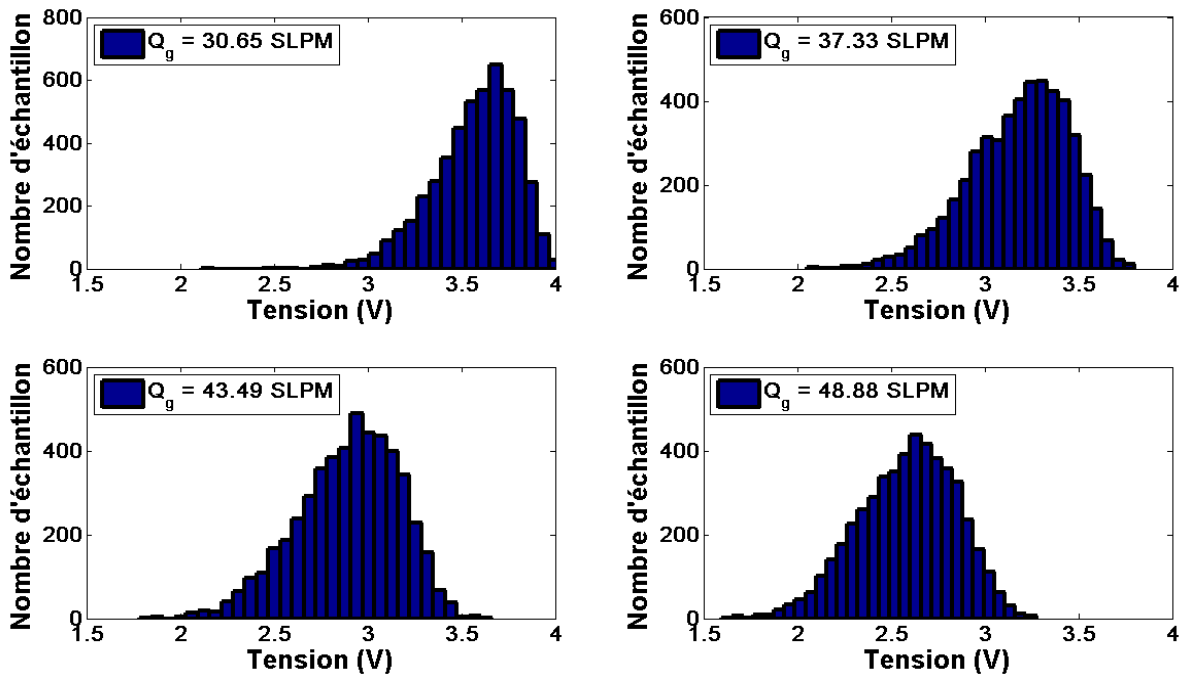 Nombre d'échantillon
800
600
400
200
0
Q_g = 30.65 SLPM
1.5 2 2.5 3 3.5 4
Tension (V)
Nombre d'échantillon
600
400
200
0
Q_g = 37.33 SLPM
1.5 2 2.5 3 3.5 4
Tension (V)
Nombre d'échantillon
600
400
200
0
Q_g = 43.49 SLPM
1.5 2 2.5 3 3.5 4
Tension (V)
Nombre d'échantillon
600
400
200
0
Q_g = 48.88 SLPM
1.5 2 2.5 3 3.5 4
Tension (V)